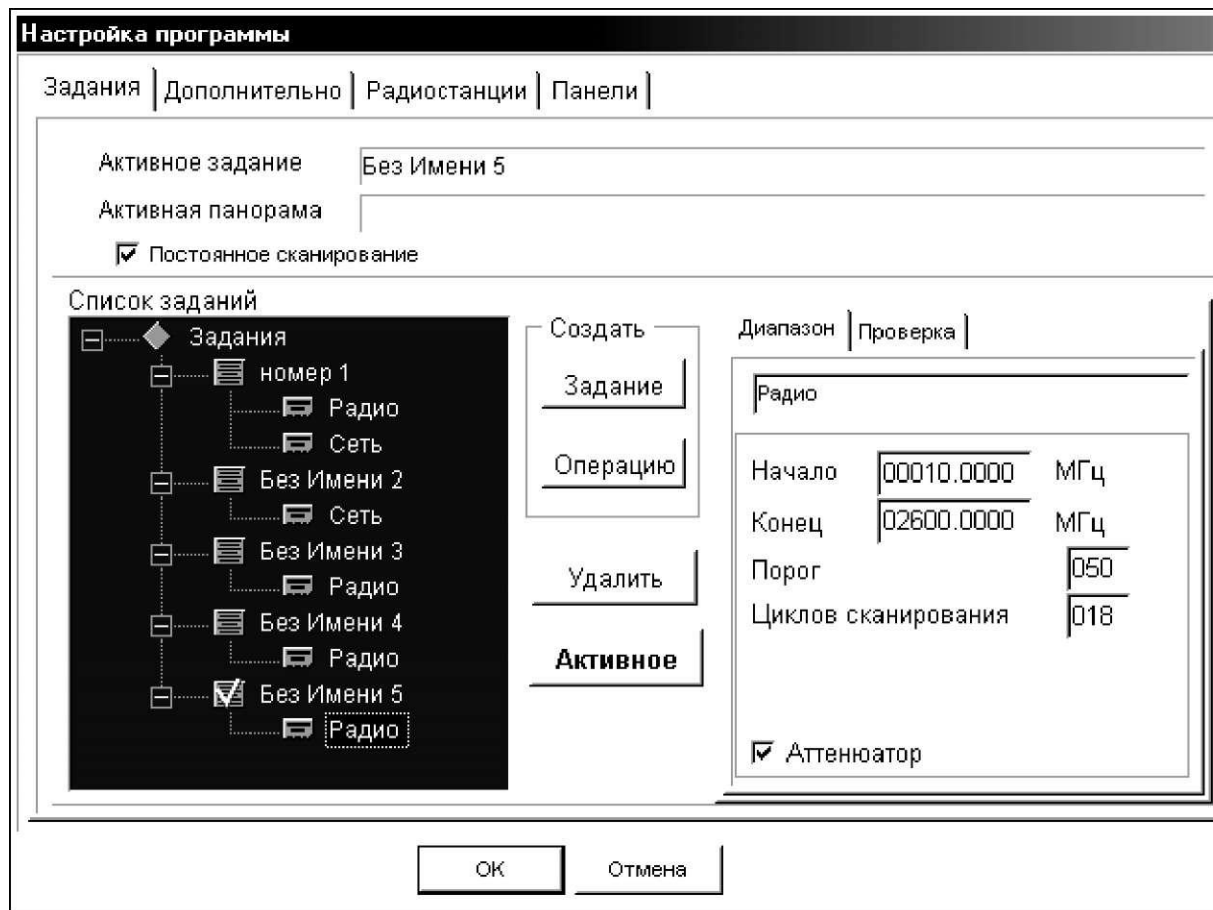 Настройка программы
Задания Дополнительно Радиостанции Панели
Активное задание Без Имени 5
Активная панорама
Постоянное сканирование
Список заданий
Задания
номер 1
Радио
Сеть
Без Имени 2
Сеть
Без Имени 3
Радио
Без Имени 4
Радио
Без Имени 5
Радио
Создать
Задание
Операцию
Удалить
Активное
Диапазон Проверка
Радио
Начало 00010.0000 МГц
Конец 02600.0000 МГц
Порог 050
Циклов сканирования 018
Аттенюатор
OK Отмена